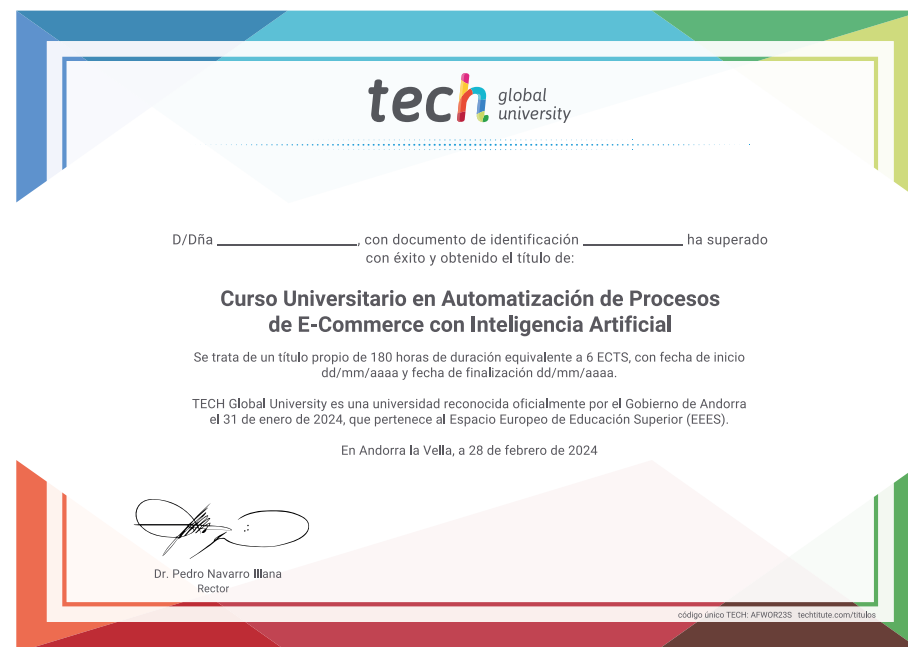 tech global university
D/Dña ______________, con documento de identificación __________ ha superado
con éxito y obtenido el título de:
Curso Universitario en Automatización de Procesos
de E-Commerce con Inteligencia Artificial
Se trata de un título propio de 180 horas de duración equivalente a 6 ECTS, con fecha de inicio
dd/mm/aaaa y fecha de finalización dd/mm/aaaa.
TECH Global University es una universidad reconocida oficialmente por el Gobierno de Andorra
el 31 de enero de 2024, que pertenece al Espacio Europeo de Educación Superior (EEES).
En Andorra la Vella, a 28 de febrero de 2024
Dr. Pedro Navarro Illana
Rector
código único TECH: AFWOR23S techtitute.com/titulos